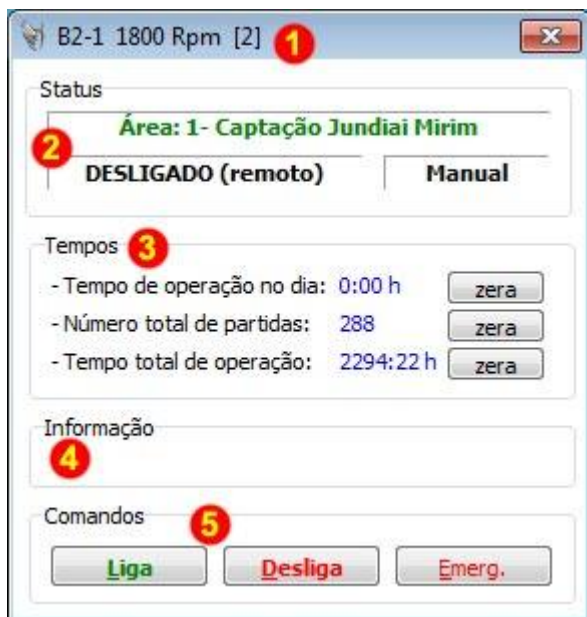 B2-1 1800 Rpm [2] 1
Status
Área: 1- Captação Jundiai Mirim
2
DESLIGADO (remoto) Manual
Tempos 3
- Tempo de operação no dia: 0:00 h zera
- Número total de partidas: 288 zera
- Tempo total de operação: 2294:22 h zera
Informação
4
Comandos 5
Liga Desliga Emerg.